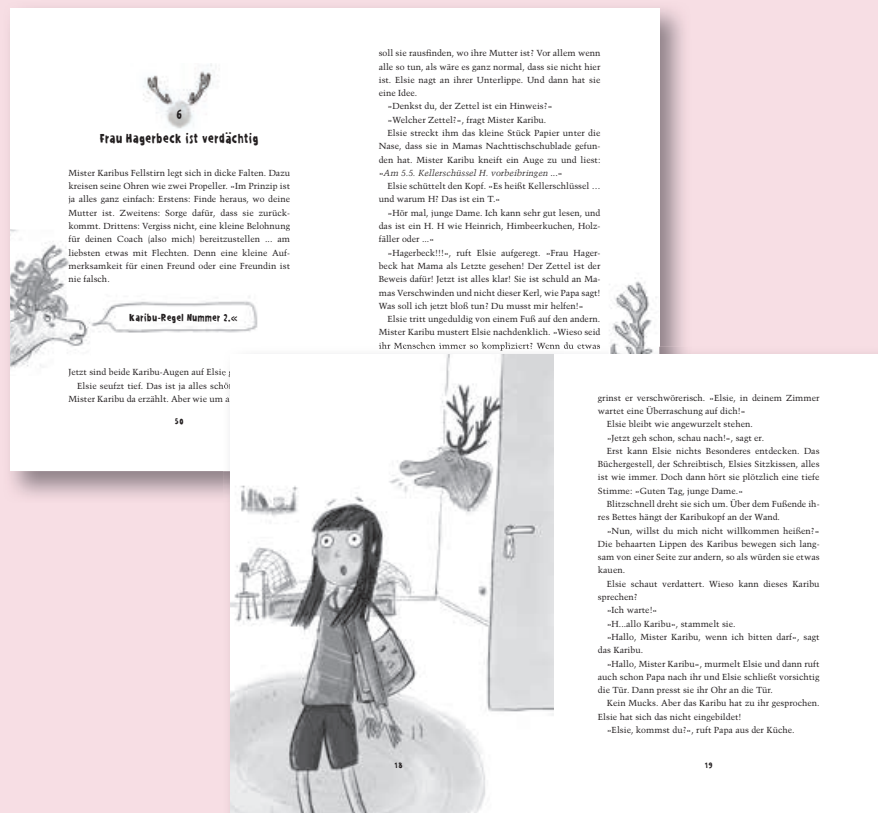 6
Frau Hagerbeck ist verdächtig
Mister Karibus Fellstirn legt sich in dicke Falten. Dazu
kreisen seine Ohren wie zwei Propeller. »Im Prinzip ist
ja alles ganz einfach: Erstens: Finde heraus, wo deine
Mutter ist. Zweitens: Sorge dafür, dass sie zurück-
kommt. Drittens: Vergiss nicht, eine kleine Belohnung
für deinen Coach (also mich) bereitzustellen ... am
liebsten etwas mit Flechten. Denn eine kleine Auf-
merksamkeit für einen Freund oder eine Freundin ist
nie falsch.
Karibu-Regel Nummer 2.«
Jetzt sind beide Karibu-Augen auf Elsie
Elsie seufzt tief. Das ist ja alles
Mister Karibu da erzählt. Aber wie um
50
soll sie rausfinden, wo ihre Mutter ist? Vor allem wenn
alle so tun, als wäre es ganz normal, dass sie nicht hier
ist. Elsie nagt an ihrer Unterlippe. Und dann hat sie
eine Idee.
»Denkst du, der Zettel ist ein Hinweis?«
»Welcher Zettel?«, fragt Mister Karibu.
Elsie streckt ihm das kleine Stück Papier unter die
Nase, dass sie in Mamas Nachttischschublade gefun-
den hat. Mister Karibu kneift ein Auge zu und liest:
»Am 5.5. Kellerschüssel H. vorbeibringen ...«
Elsie schüttelt den Kopf. »Es heißt Kellerschlüssel ...
und warum H? Das ist ein T.«
»Hör mal, junge Dame. Ich kann sehr gut lesen, und
das ist ein H. H wie Heinrich, Himbeerkuchen, Holz-
fäller oder ...«
»Hagerbeck!!!«, ruft Elsie aufgeregt. »Frau Hager-
beck hat Mama als Letzte gesehen! Der Zettel ist der
Beweis dafür! Jetzt ist alles klar! Sie ist schuld an Ma-
mas Verschwinden und nicht dieser Kerl, wie Papa sagt!
Was soll ich jetzt bloß tun? Du musst mir helfen!«
Elsie tritt ungeduldig von einem Fuß auf den andern.
Mister Karibu mustert Elsie nachdenklich. »Wieso seid
ihr Menschen immer so kompliziert? Wenn du etwas
18
grinst er verschwörerisch. »Elsie, in deinem Zimmer
wartet eine Überraschung auf dich!«
Elsie bleibt wie angewurzelt stehen.
»Jetzt geh schon, schau nach!«, sagt er.
Erst kann Elsie nichts Besonderes entdecken. Das
Büchergestell, der Schreibtisch, Elsies Sitzkissen, alles
ist wie immer. Doch dann hört sie plötzlich eine tiefe
Stimme: »Guten Tag, junge Dame.«
Blitzschnell dreht sie sich um. Über dem Fußende ih-
res Bettes hängt der Karibukopf an der Wand.
»Nun, willst du mich nicht willkommen heißen?«
Die behaarten Lippen des Karibus bewegen sich lang-
sam von einer Seite zur andern, so als würden sie etwas
kauen.
Elsie schaut verdattert. Wieso kann dieses Karibu
sprechen?
»Ich warte!«
»H...allo Karibu«, stammelt sie.
»Hallo, Mister Karibu, wenn ich bitten darf«, sagt
das Karibu.
»Hallo, Mister Karibu«, murmelt Elsie und dann ruft
auch schon Papa nach ihr und Elsie schließt vorsichtig
die Tür. Dann presst sie ihr Ohr an die Tür.
Kein Mucks. Aber das Karibu hat zu ihr gesprochen.
Elsie hat sich das nicht eingebildet!
»Elsie, kommst du?«, ruft Papa aus der Küche.
19